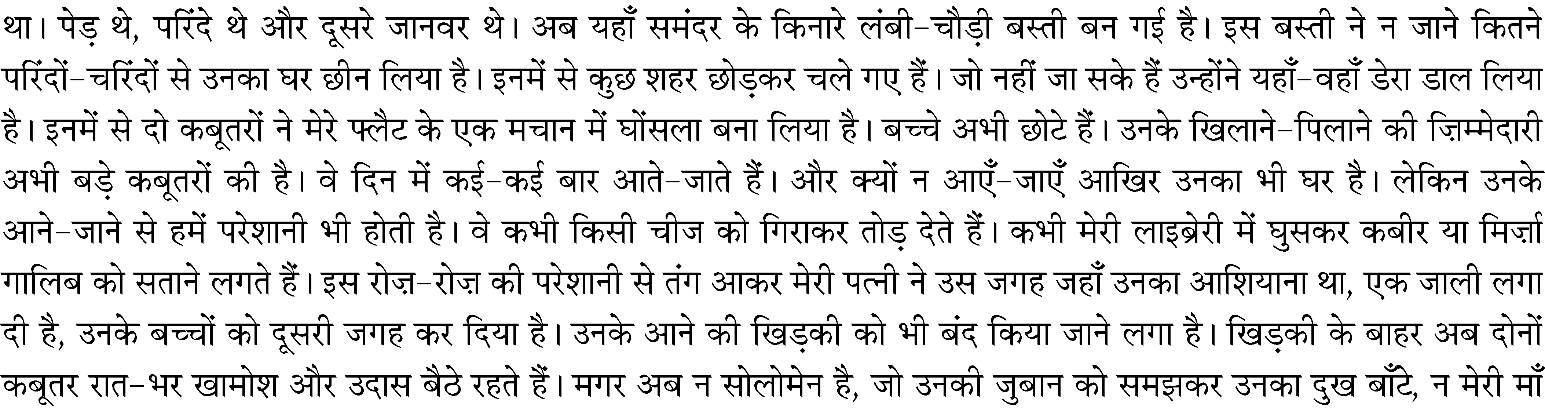 था। पेड़ थे, परिंदे थे और दूसरे जानवर थे। अब यहाँ समंदर के किनारे लंबी-चौड़ी बस्ती बन गई है। इस बस्ती ने न जाने कितने
परिंदों-चरिंदों से उनका घर छीन लिया है। इनमें से कुछ शहर छोड़कर चले गए हैं। जो नहीं जा सके हैं उन्होंने यहाँ-वहाँ डेरा डाल लिया
है। इनमें से दो कबूतरों ने मेरे फ्लैट के एक मचान में घोंसला बना लिया है। बच्चे अभी छोटे हैं। उनके खिलाने-पिलाने की ज़िम्मेदारी
अभी बड़े कबूतरों की है। वे दिन में कई-कई बार आते-जाते हैं। और क्यों न आएँ-जाएँ आखिर उनका भी घर है। लेकिन उनके
आने-जाने से हमें परेशानी भी होती है। वे कभी किसी चीज को गिराकर तोड़ देते हैं। कभी मेरी लाइब्रेरी में घुसकर कबीर या मिर्ज़ा
गालिब को सताने लगते हैं। इस रोज़-रोज़ की परेशानी से तंग आकर मेरी पत्नी ने उस जगह जहाँ उनका आशियाना था, एक जाली लगा
दी है, उनके बच्चों को दूसरी जगह कर दिया है। उनके आने की खिड़की को भी बंद किया जाने लगा है। खिड़की के बाहर अब दोनों
कबूतर रात-भर खामोश और उदास बैठे रहते हैं। मगर अब न सोलोमेन है, जो उनकी जुबान को समझकर उनका दुख बाँटे, न मेरी माँ